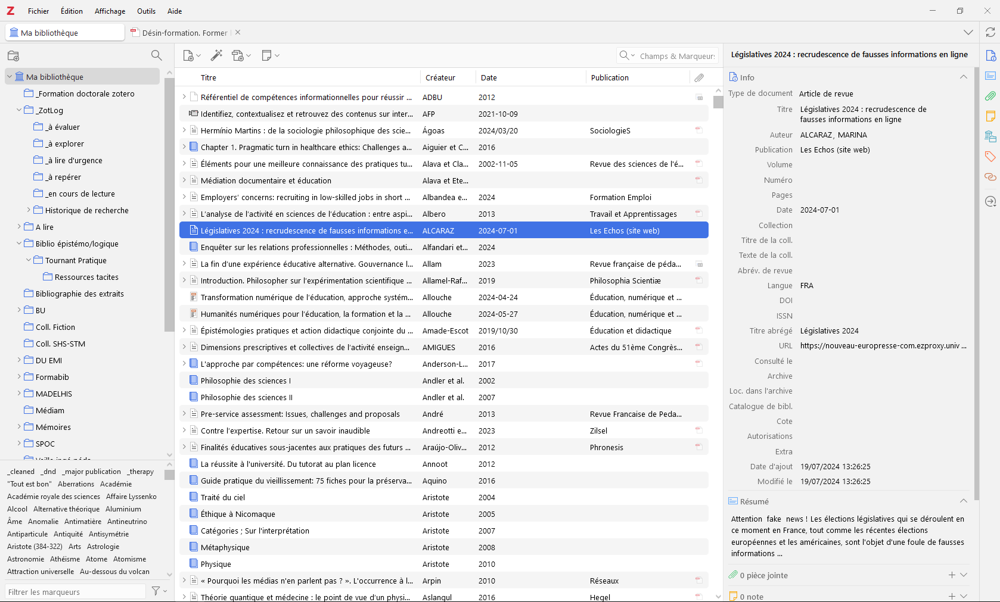 Fichier Édition Affichage Outils Aide
Ma bibliothèque
Désin-formation. Former
Champs & Marqueurs
Ma bibliothèque
_Formation doctorale zotero
_ZotLog
_à évaluer
_à explorer
_à lire d'urgence
_à repérer
_en cours de lecture
Historique de recherche
A lire
Biblio épistémo/logique
Tournant Pratique
Ressources tacites
Bibliographie des extraits
BU
Coll. Fiction
Coll. SHS-STM
DU EMI
Formabib
MADELHIS
Médiam
Mémoires
SPOC
_cleaned _dnd _major publication _therapy
"Tout est bon" Aberrations Académie
Académie royale des sciences Affaire Lyssenko
Alcool Alternative théorique Aluminium
Âme Anomalie Antimatière Antineutrino
Antiparticule Antiquité Antisymétrie
Aristote (384-322) Arts Astrologie
Astronomie Athéisme Atome Atomisme
Attraction universelle Au-dessous du volcan
Filtrer les marqueurs
Titre Créateur Date Publication
Référentiel de compétences informationnelles pour réussir ... ADBU 2012
Identifiez, contextualisez et retrouvez des contenus sur inter... AFP 2021-10-09
Hermínio Martins : de la sociologie philosophique des scie... Ágoas 2024/03/20 SociologieS
Chapter 1. Pragmatic turn in healthcare ethics: Challenges a... Aiguier et C... 2016
Éléments pour une meilleure connaissance des pratiques tu... Alava et Cla... 2002-11-05 Revue des sciences de l'é...
Médiation documentaire et éducation Alava et Ete...
Employers' concerns: recruiting in low-skilled jobs in short ... Albandea e... 2024 Formation Emploi
L'analyse de l'activité en sciences de l'éducation : entre aspi... Albero 2013 Travail et Apprentissages
Législatives 2024 : recrudescence de fausses informations e... ALCARAZ 2024-07-01 Les Echos (site web)
Enquêter sur les relations professionnelles : Méthodes, outi... Alfandari et... 2024
La fin d'une expérience éducative alternative. Gouvernance l... Allam 2023 Revue française de péda...
Introduction. Philosopher sur l'expérimentation scientifique ... Allamel-Raf... 2019 Philosophia Scientiæ
Transformation numérique de l'éducation, approche systém... Allouche 2024-04-24 Éducation, numérique et ...
Humanités numériques pour l'éducation, la formation et la ... Allouche 2024-05-27 Éducation, numérique et ...
Épistémologies pratiques et action didactique conjointe du ... Amade-Escot 2019/10/30 Éducation et didactique
Dimensions prescriptives et collectives de l'activité enseign... AMIGUES 2016 Actes du 51ème Congrès...
L'approche par compétences: une réforme voyageuse? Anderson-L... 2017
Philosophie des sciences I Andler et al. 2002
Philosophie des sciences II Andler et al. 2007
Pre-service assessment: Issues, challenges and proposals André 2013 Revue Francaise de Peda...
Contre l'expertise. Retour sur un savoir inaudible Andreotti e... 2023 Zilsel
Finalités éducatives sous-jacentes aux pratiques des futurs ... Araújo-Oliv... 2012 Phronesis
La réussite à l'université. Du tutorat au plan licence Annoot 2012
Guide pratique du vieillissement: 75 fiches pour la préserva... Aquino 2016
Traité du ciel Aristote 2004
Éthique à Nicomaque Aristote 2005
Catégories ; Sur l'interprétation Aristote 2007
Métaphysique Aristote 2008
Physique Aristote 2010
« Pourquoi les médias n'en parlent pas ? ». L'occurrence à l... Arpin 2010 Réseaux
Théorie quantique et médecine : le point de vue d'un physi... Aslangul 2016 Hegel
Législatives 2024 : recrudescence de fausses informations en ligne
Info
Type de document Article de revue
Titre Législatives 2024 : recrudescence de
fausses informations en ligne
Auteur ALCARAZ, MARINA
Publication Les Echos (site web)
Volume
Numéro
Pages
Date 2024-07-01
Collection
Titre de la coll.
Texte de la coll.
Abrév. de revue
Langue FRA
DOI
ISSN
Titre abrégé Législatives 2024
URL https://nouveau-europresse-com.ezproxy.univ ...
Consulté le
Archive
Loc. dans l'archive
Catalogue de bibl.
Cote
Autorisations
Extra
Date d'ajout 19/07/2024 13:26:25
Modifié le 19/07/2024 13:26:25
Résumé
Attention fake news ! Les élections législatives qui se déroulent en
ce moment en France, tout comme les récentes élections
européennes et les américaines, sont l'objet d'une foule de fausses
informations ...
0 pièce jointe
0 note